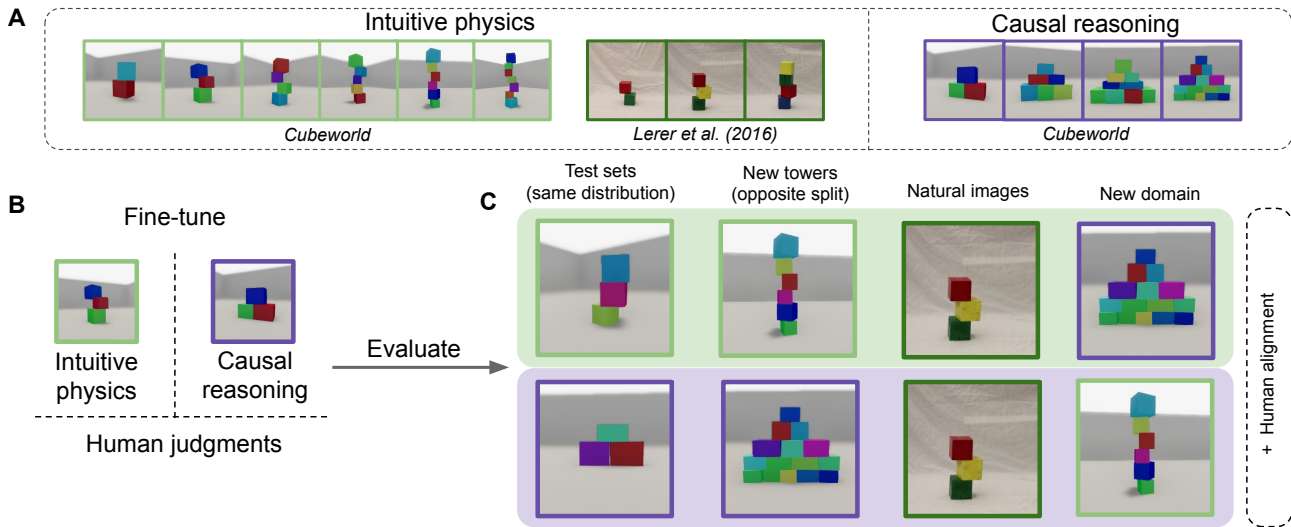 A
Intuitive physics
Causal reasoning
Cubeworld
Lerer et al. (2016)
Cubeworld
B
Fine-tune
Intuitive
physics
Causal
reasoning
Human judgments
Evaluate
C
Test sets
(same distribution)
New towers
(opposite split)
Natural images
New domain
+ Human alignment